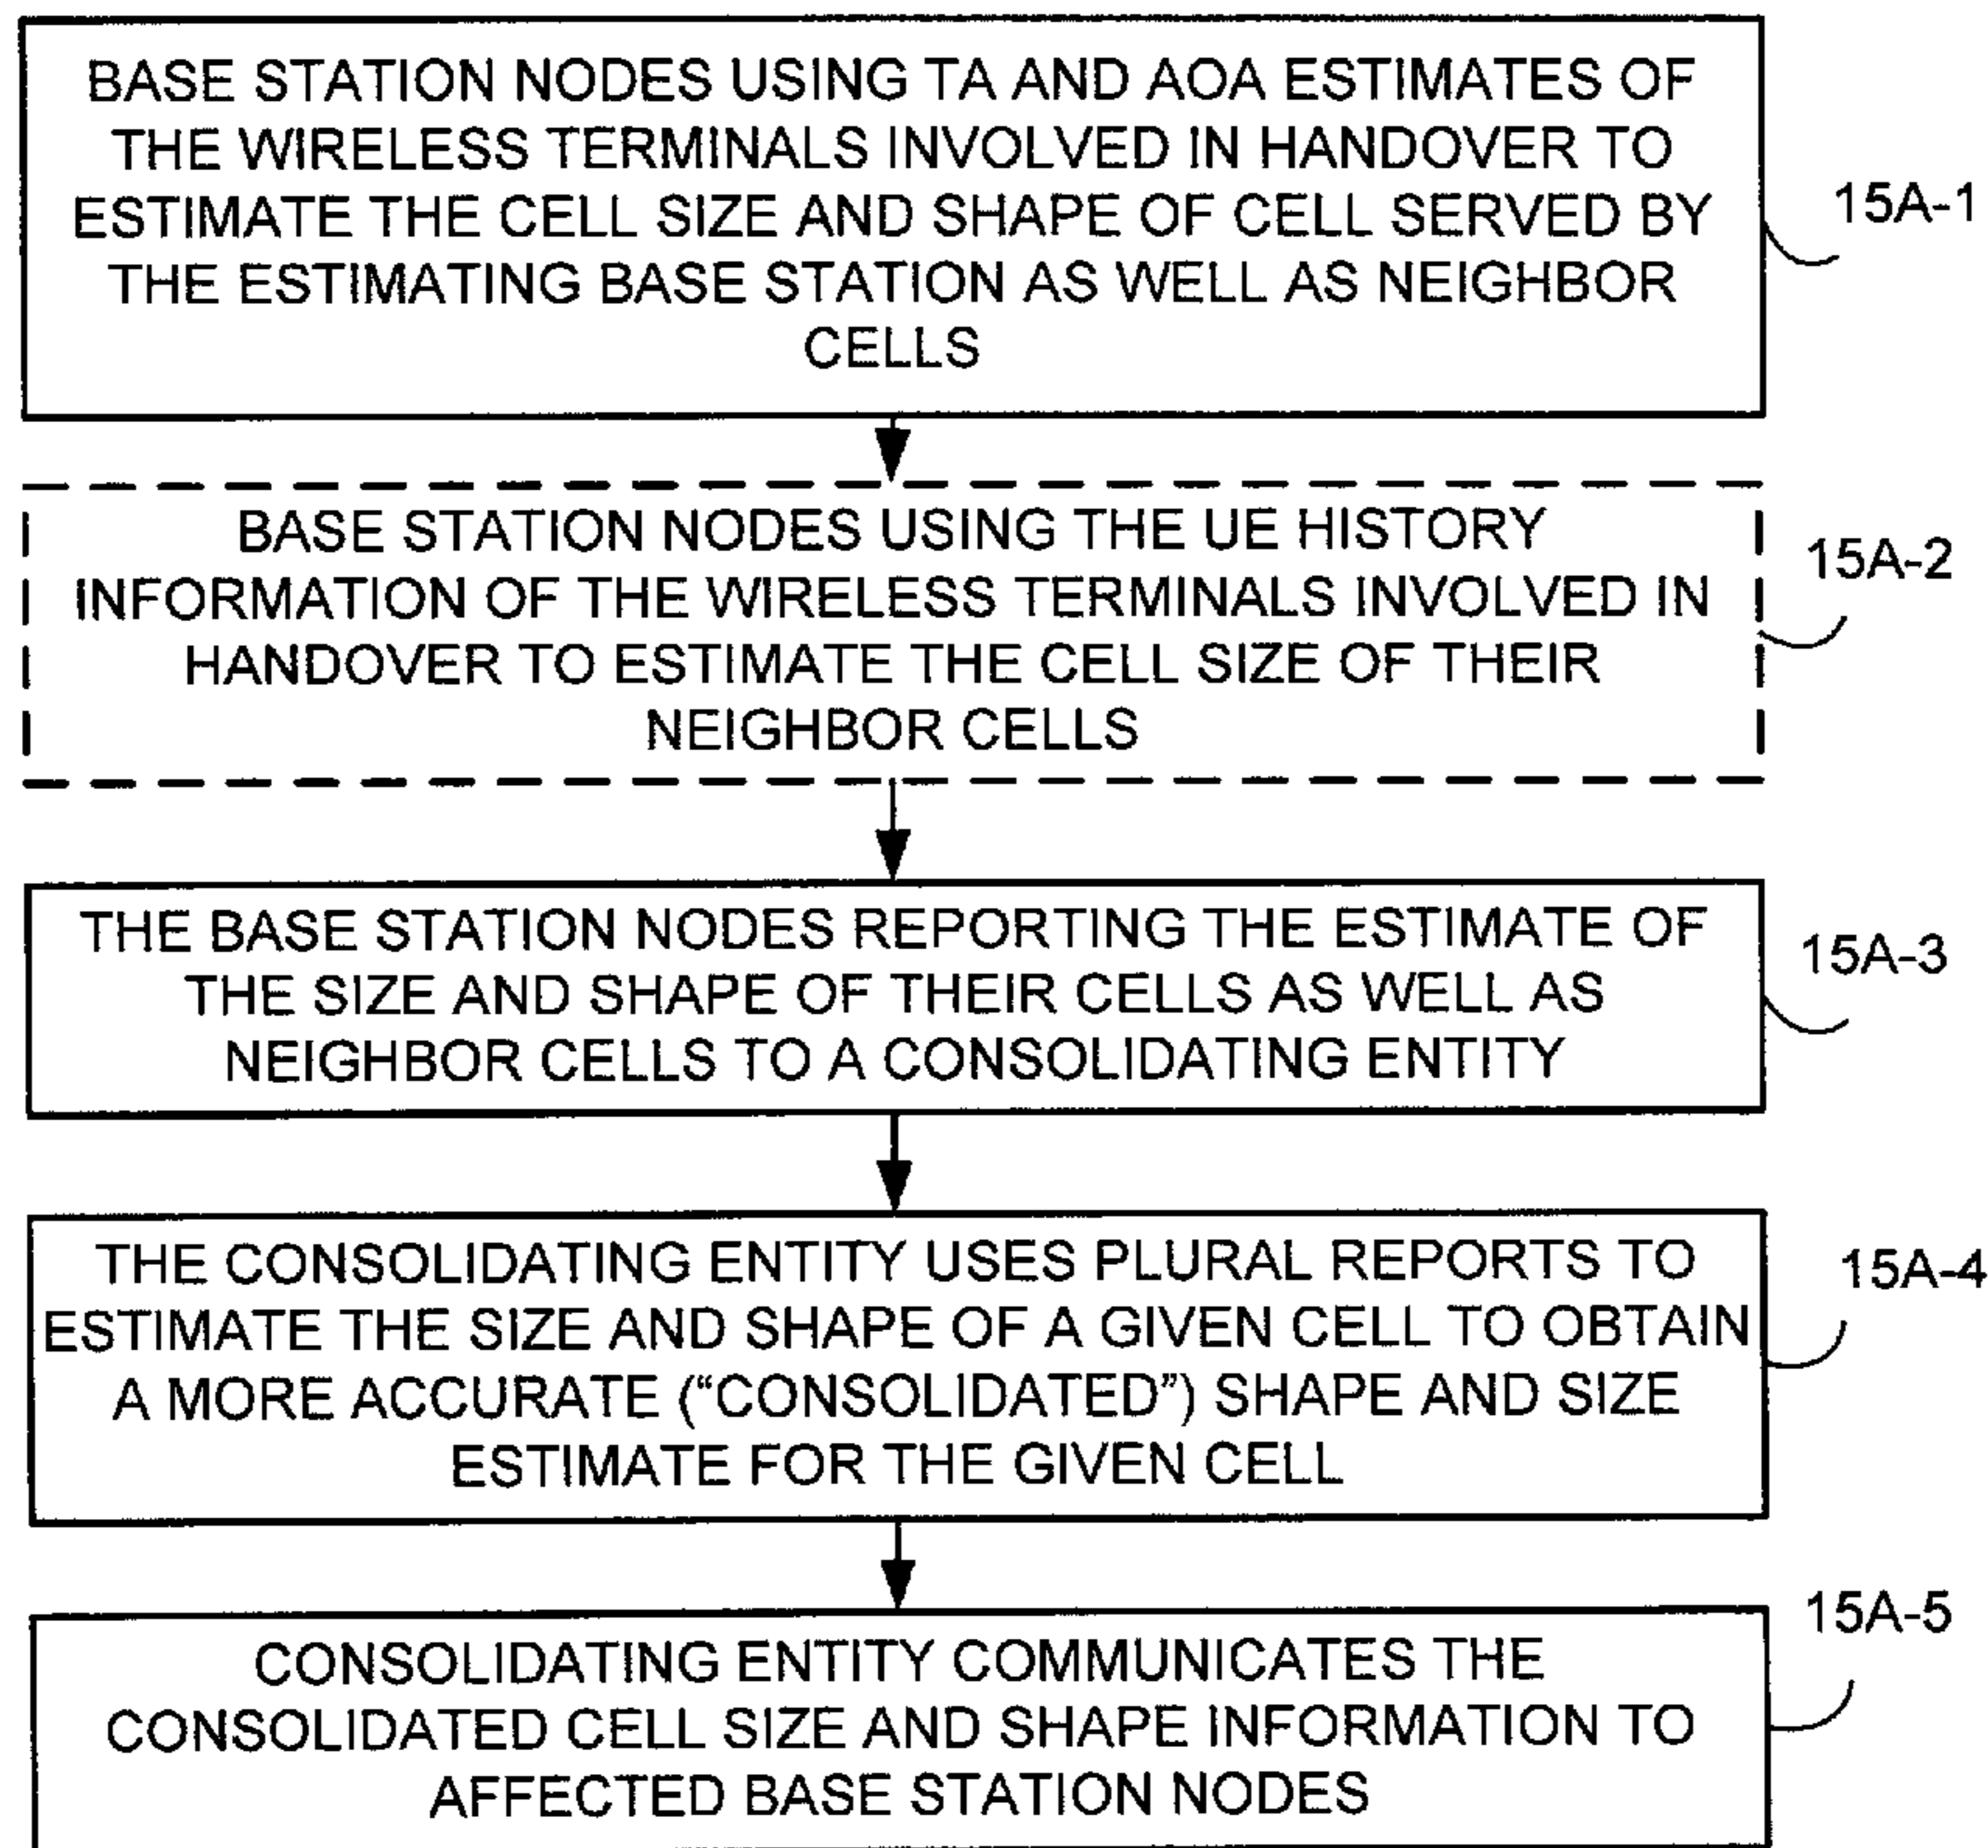 BASE STATION NODES USING TA AND AOA ESTIMATES OF
THE WIRELESS TERMINALS INVOLVED IN HANDOVER TO
ESTIMATE THE CELL SIZE AND SHAPE OF CELL SERVED BY
THE ESTIMATING BASE STATION AS WELL AS NEIGHBOR
CELLS
15A-1
BASE STATION NODES USING THE UE HISTORY
INFORMATION OF THE WIRELESS TERMINALS INVOLVED IN
HANDOVER TO ESTIMATE THE CELL SIZE OF THEIR
NEIGHBOR CELLS
15A-2
THE BASE STATION NODES REPORTING THE ESTIMATE OF
THE SIZE AND SHAPE OF THEIR CELLS AS WELL AS
NEIGHBOR CELLS TO A CONSOLIDATING ENTITY
15A-3
THE CONSOLIDATING ENTITY USES PLURAL REPORTS TO
ESTIMATE THE SIZE AND SHAPE OF A GIVEN CELL TO OBTAIN
A MORE ACCURATE (“CONSOLIDATED”) SHAPE AND SIZE
ESTIMATE FOR THE GIVEN CELL
15A-4
CONSOLIDATING ENTITY COMMUNICATES THE
CONSOLIDATED CELL SIZE AND SHAPE INFORMATION TO
AFFECTED BASE STATION NODES
15A-5